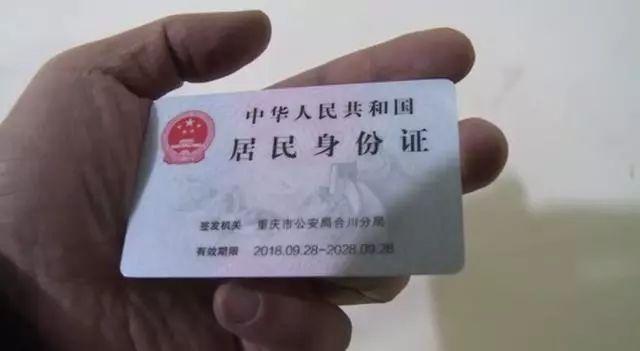 中华人民共和国
居民身份证
签发机关 重庆市公安局合川分局
有效期限 2018.09.28-2028.09.28